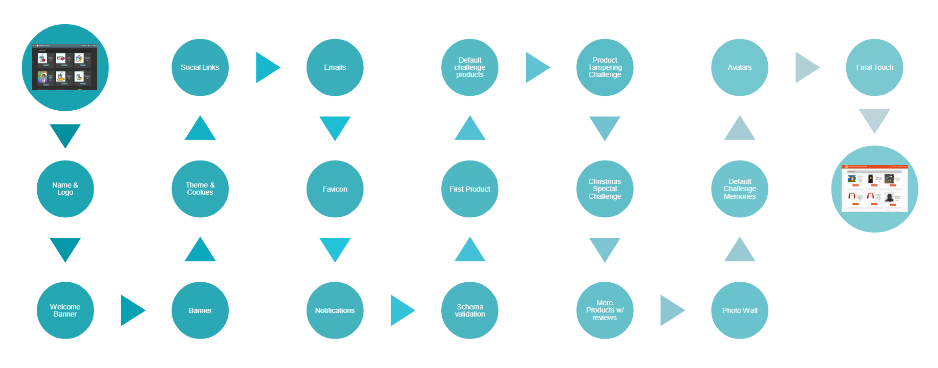 Name &
Logo
Welcome
Banner
Banner
Theme &
Cookies
Social Links
Emails
Favicon
Notifications
Schema
validation
First Product
Default
challenge
products
Product
Tampering
Challenge
Christmas
Special
Challenge
More
Products w/
reviews
Photo Wall
Default
Challenge
Memories
Avatars
Final Touch